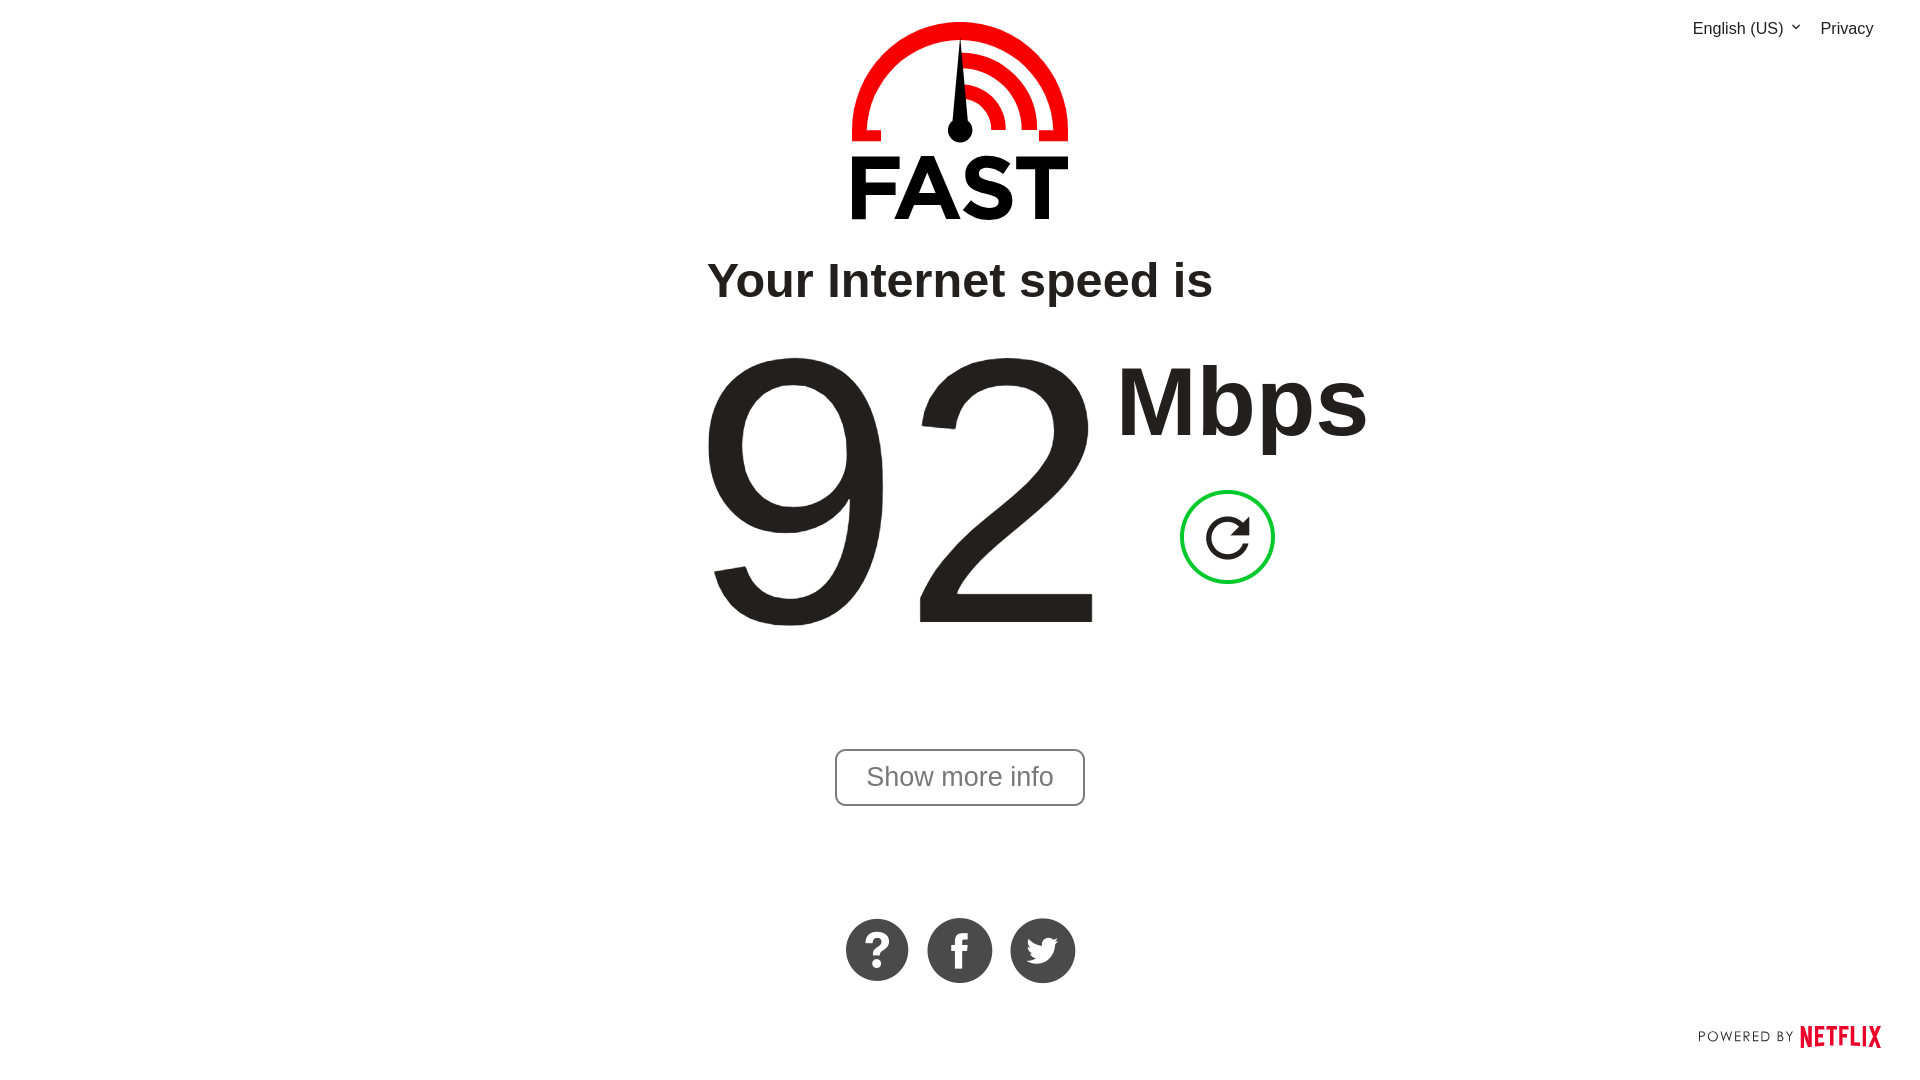 English (US) Privacy
FAST
Your Internet speed is
92 Mbps
Show more info
POWERED BY NETFLIX